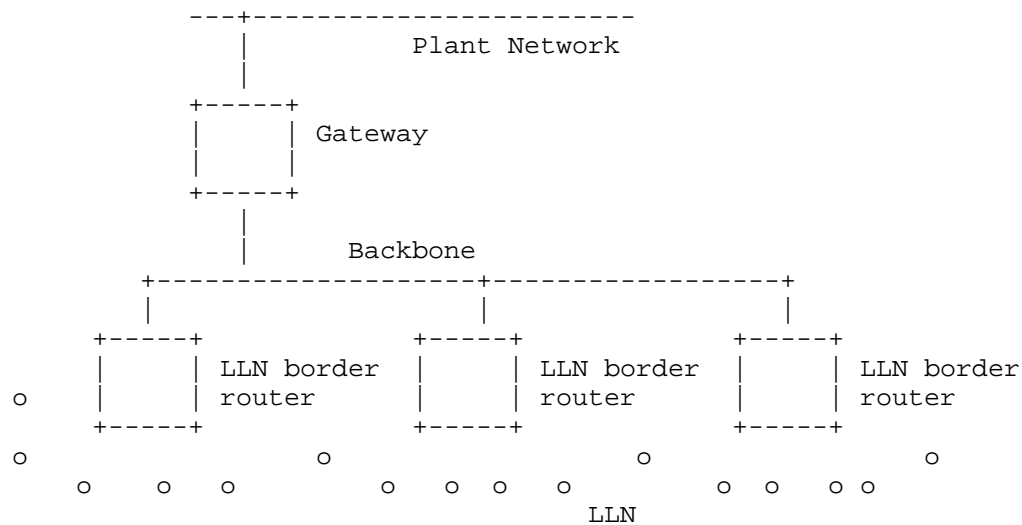 Plant Network
Gateway
Backbone
LLN border LLN border LLN border
router router router
LLN